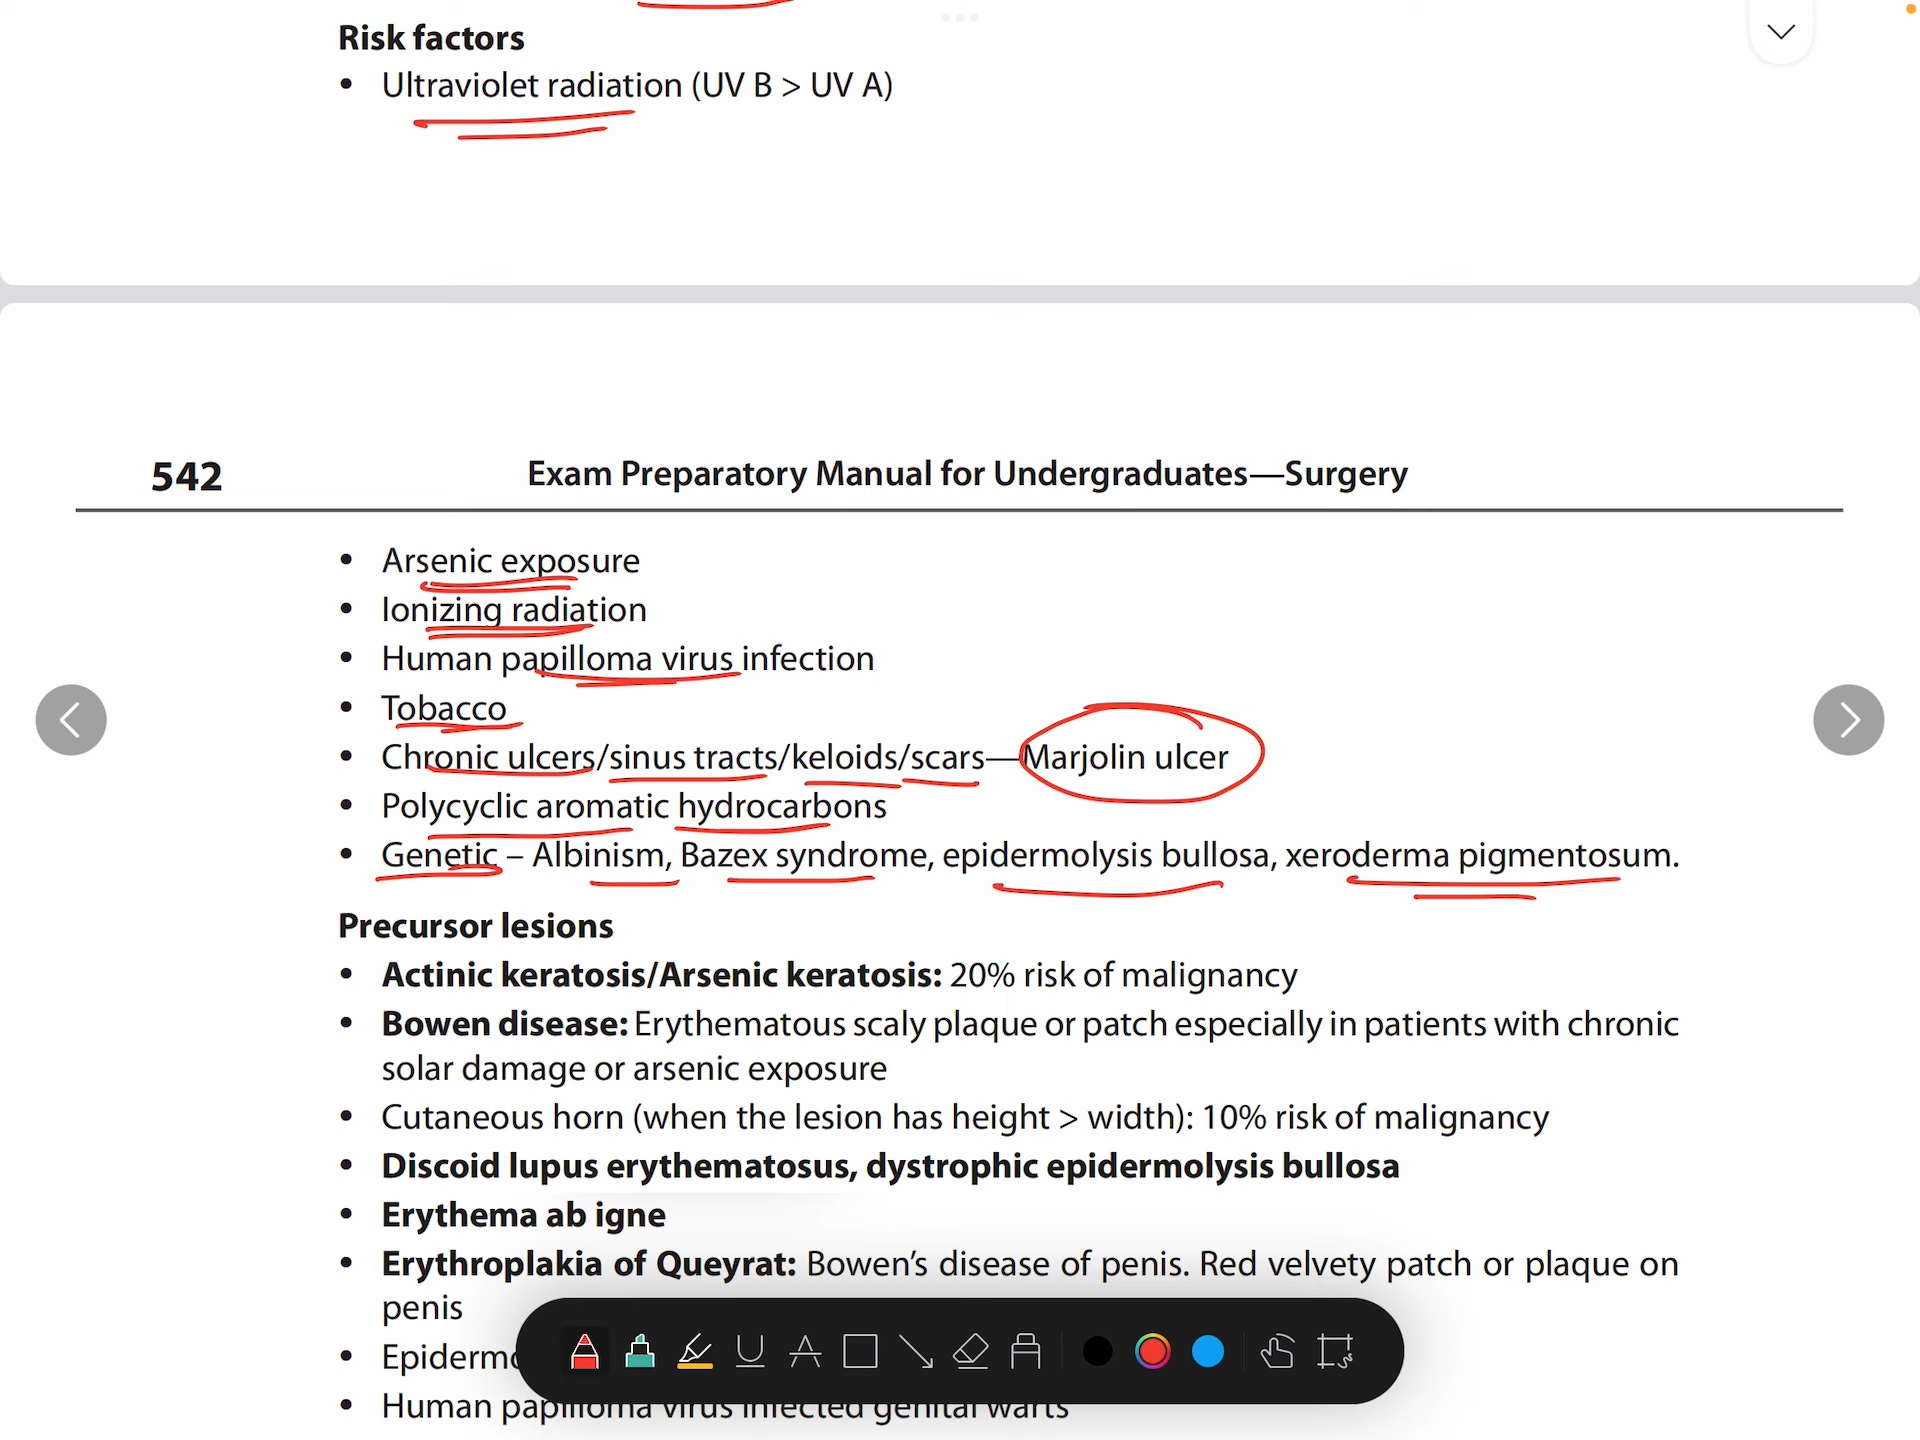 Risk factors
• Ultraviolet radiation (UV B > UV A)
542
Exam Preparatory Manual for Undergraduates—Surgery
• Arsenic exposure
• Ionizing radiation
• Human papilloma virus infection
• Tobacco
• Chronic ulcers/sinus tracts/keloids/scars—Marjolin ulcer
• Polycyclic aromatic hydrocarbons
• Genetic – Albinism, Bazex syndrome, epidermolysis bullosa, xeroderma pigmentosum.
Precursor lesions
• Actinic keratosis/Arsenic keratosis: 20% risk of malignancy
• Bowen disease: Erythematous scaly plaque or patch especially in patients with chronic
solar damage or arsenic exposure
• Cutaneous horn (when the lesion has height > width): 10% risk of malignancy
• Discoid lupus erythematosus, dystrophic epidermolysis bullosa
• Erythema ab igne
• Erythroplakia of Queyrat: Bowen's disease of penis. Red velvety patch or plaque on
penis
• Human papilloma virus infected genital warts